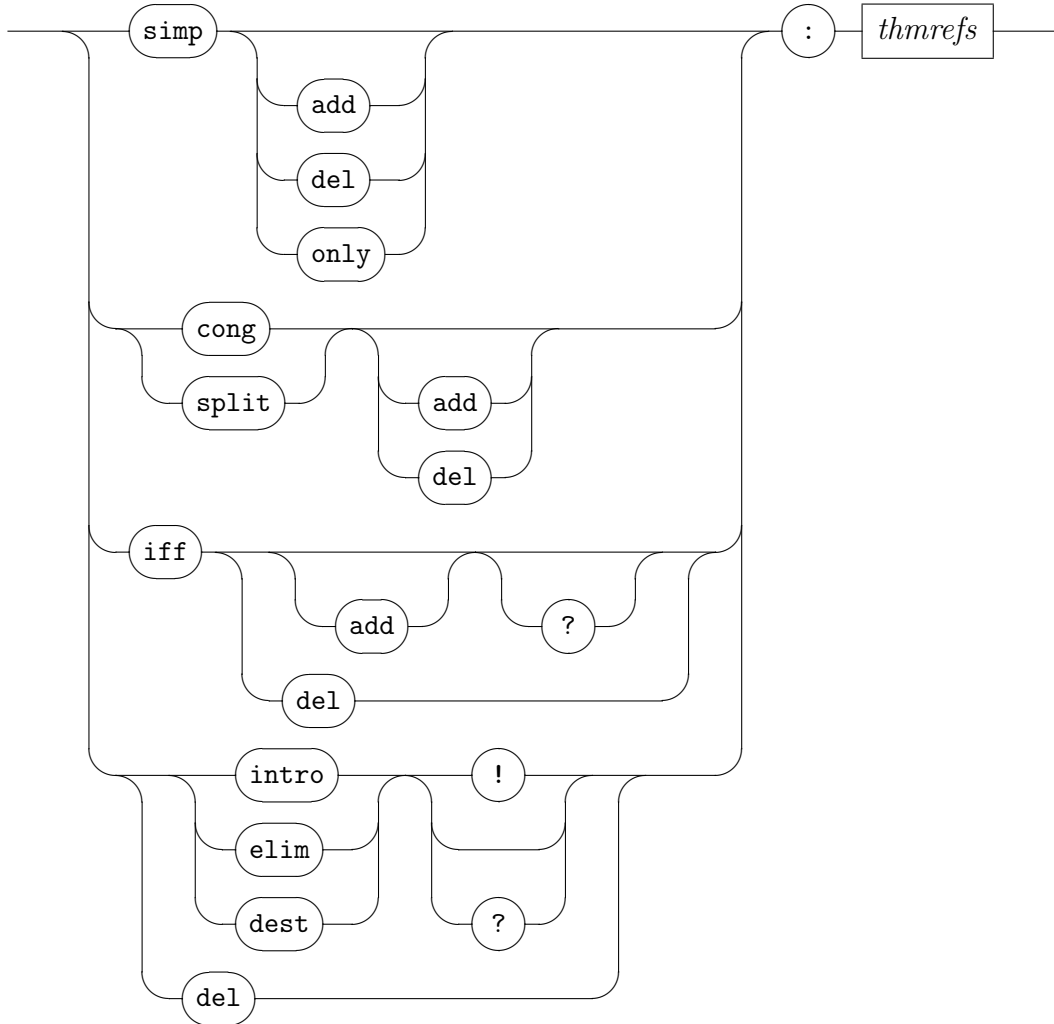 simp : thmrefs
add
del
only
cong
split add
del
iff
add ?
del
intro !
elim
dest ?
del